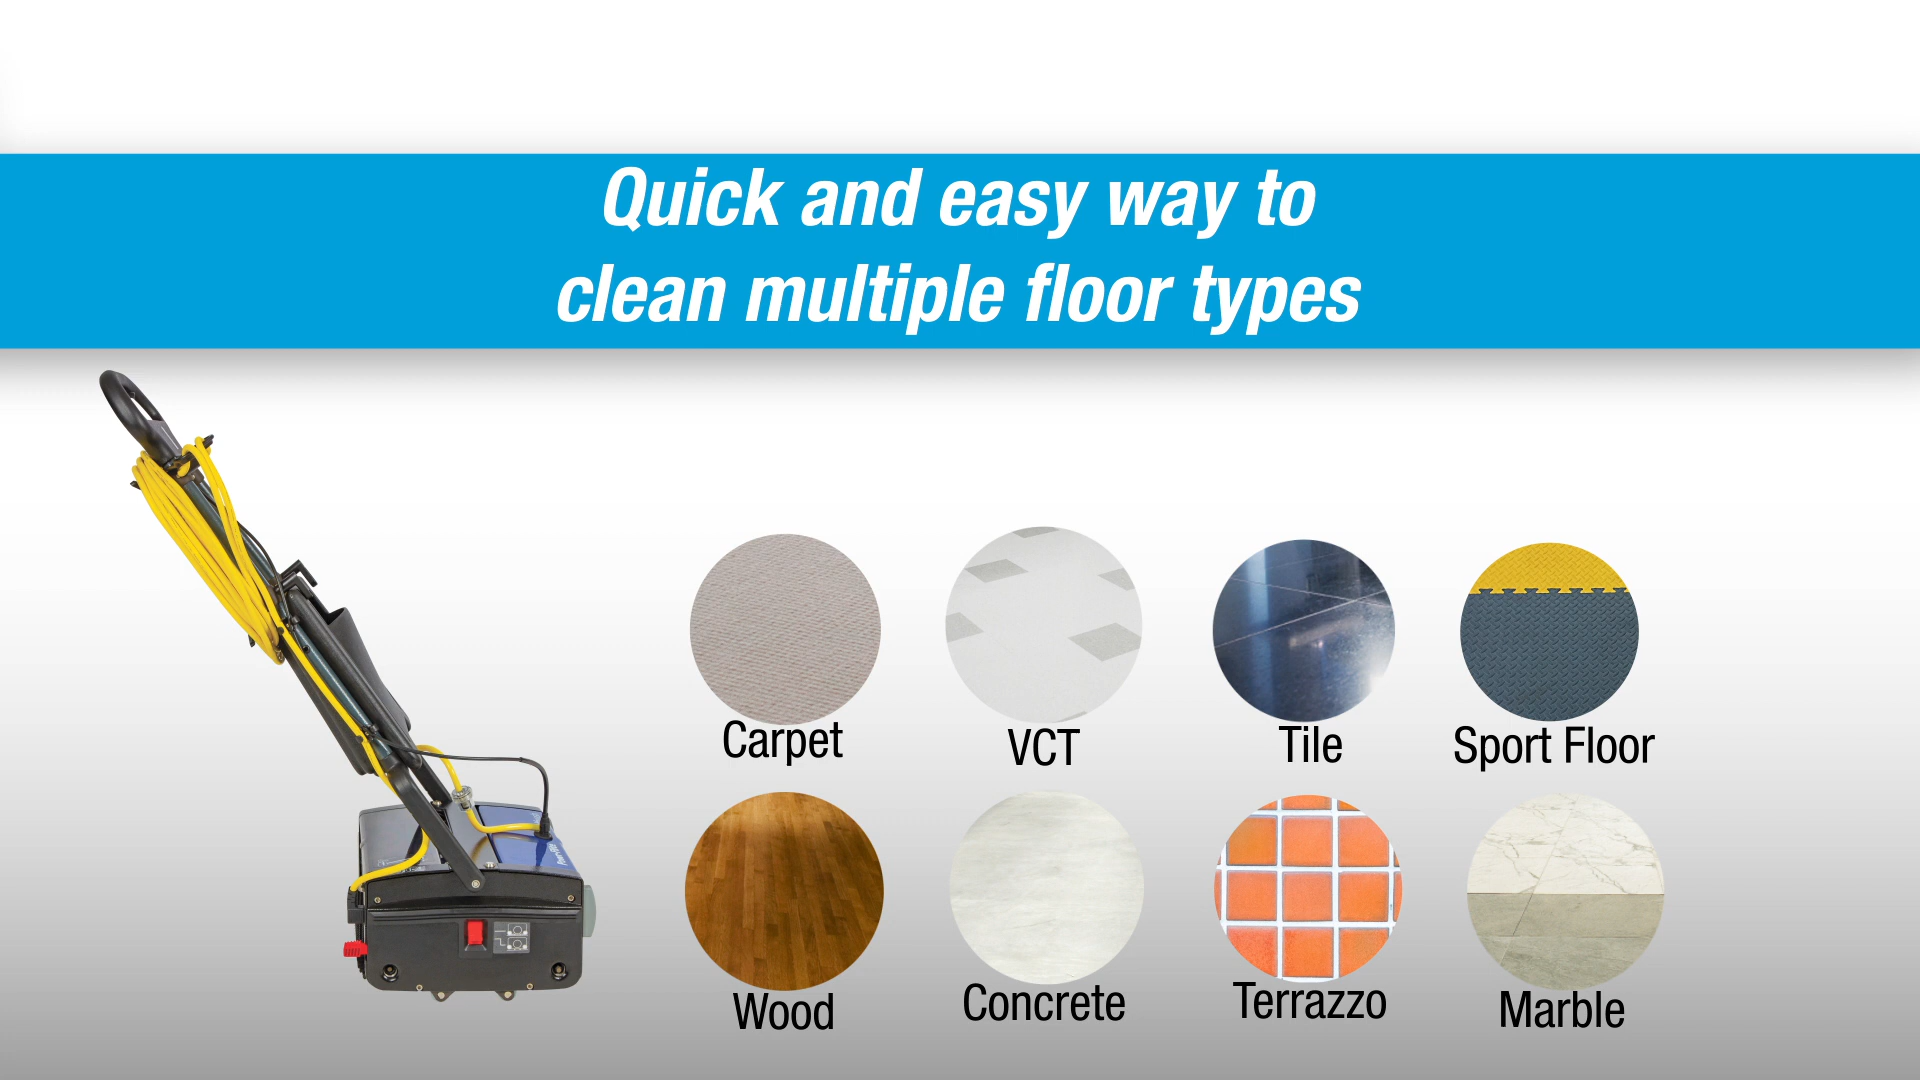 Quick and easy way to
clean multiple floor types
Carpet
VCT
Tile
Sport Floor
Wood
Concrete
Terrazzo
Marble